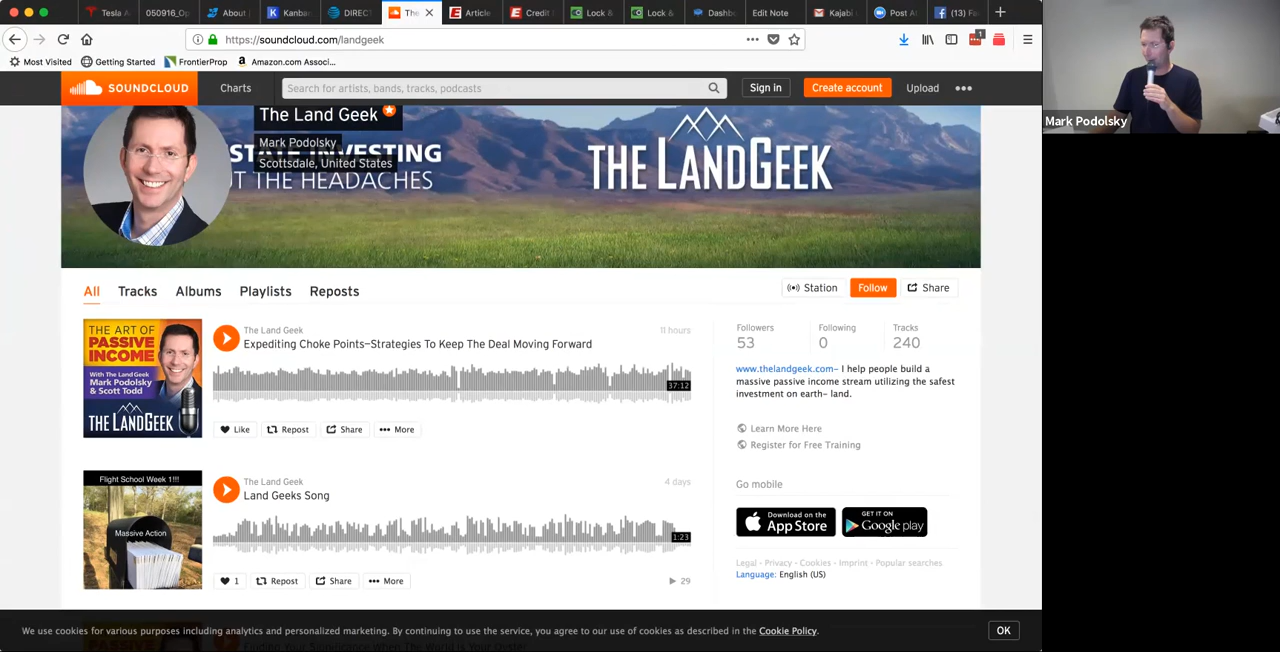 Tesla A
050916_Op
About
Kanba
DIREC
The
Article
Credit
Lock &
Lock &
Dashb
Edit Note
Kajabi
Post A
(13) Fa
https://soundcloud.com/landgeek
1
Most Visited
Getting Started
FrontierProp
Amazon.com Associ...
SOUNDCLOUD
Charts
Search for artists, bands, tracks, podcasts
Sign in
Create account
Upload
The Land Geek
Mark Podolsky
Scottsdale, United States
INVESTING
THE HEADACHES
THE LANDGEEK
Mark Podolsky
All
Tracks
Albums
Playlists
Reposts
Station
Follow
Share
THE ART OF
PASSIVE
INCOME
With The Land Geek
Mark Podolsky
& Scott Todd
THE LANDGEEK
The Land Geek
11 hours
Expediting Choke Points—Strategies To Keep The Deal Moving Forward
37:12
Like
Repost
Share
More
Followers
53
Following
0
Tracks
240
www.thelandgeek.com- I help people build a
massive passive income stream utilizing the safest
investment on earth- land.
Learn More Here
Register for Free Training
Flight School Week 1!!!
Massive Action
The Land Geek
4 days
Land Geeks Song
1:23
1
Repost
Share
More
29
Go mobile
Download on the
App Store
GET IT ON
Google play
Legal - Privacy - Cookies - Imprint - Popular searches
Language: English (US)
We use cookies for various purposes including analytics and personalized marketing. By continuing to use the service, you agree to our use of cookies as described in the Cookie Policy.
OK